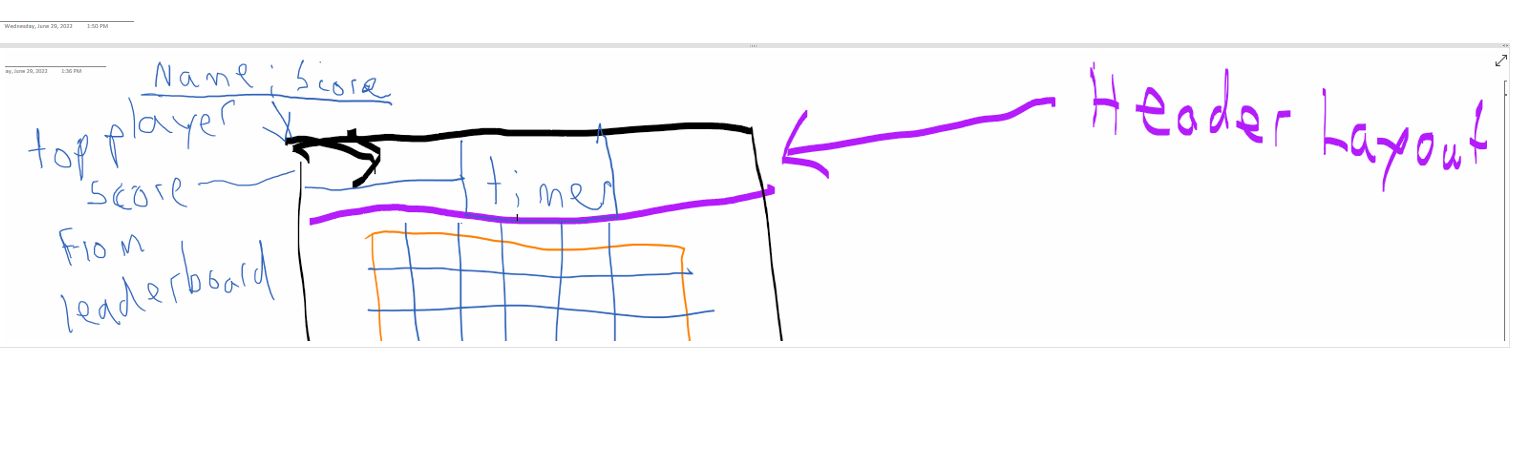 Wednesday, June 29, 2022 1:50 PM
ay, June 29, 2022 1:36 PM
Name ; Score
top player
score
From
leaderboard
timer
Header Layout